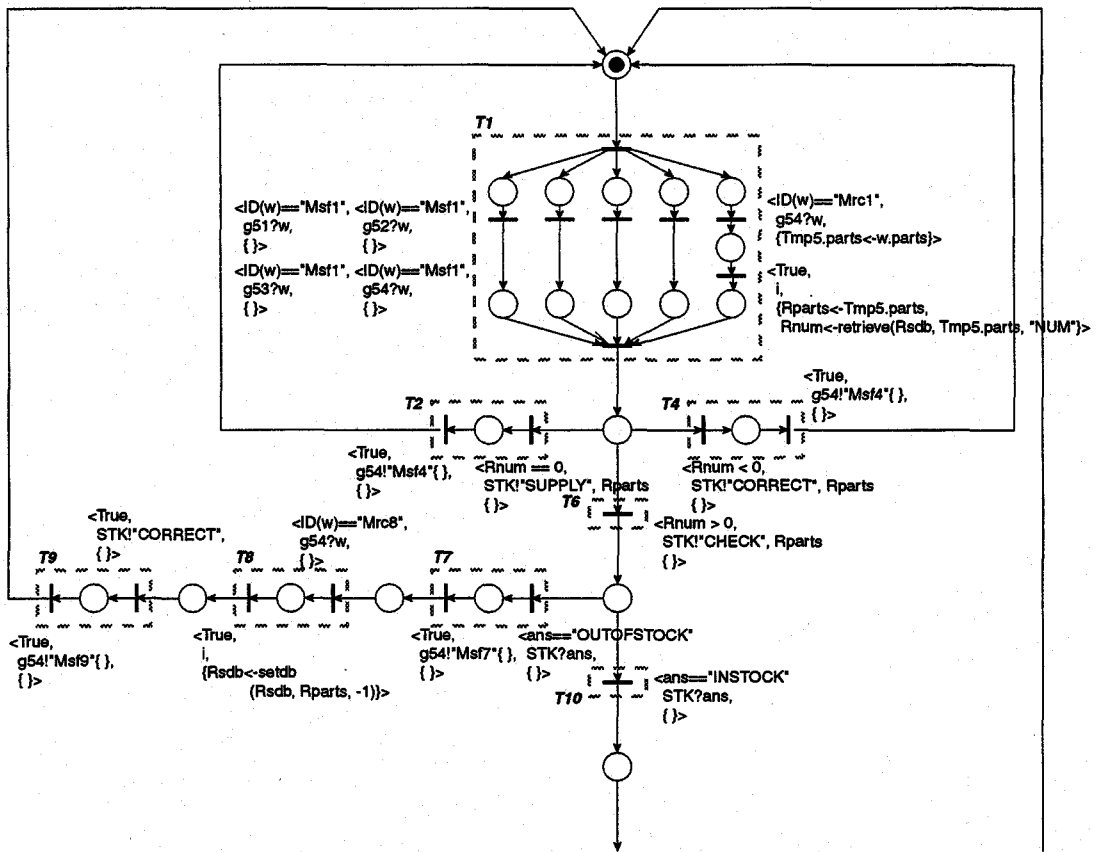 T1
<ID(w)=="Msf1",
g51?w,
{ }>
<ID(w)=="Msf1",
g52?w,
{ }>
<ID(w)=="Msf1",
g53?w,
{ }>
<ID(w)=="Msf1",
g54?w,
{ }>
<ID(w)=="Mrc1",
g54?w,
{Tmp5.parts<-w.parts}>
<True,
i,
{Rparts<-Tmp5.parts,
Rnum<-retrieve(Rsdb, Tmp5.parts, "NUM"}>
T2
<True,
g54!"Msf4"{ },
{ }>
<Rnum == 0,
STK!"SUPPLY", Rparts
{ }>
T4
<True,
g54!"Msf4"{ },
{ }>
<Rnum < 0,
STK!"CORRECT", Rparts
{ }>
T6
<Rnum > 0,
STK!"CHECK", Rparts
{ }>
T9
<True,
STK!"CORRECT",
{ }>
<True,
g54!"Msf9"{ },
{ }>
T8
<ID(w)=="Mrc8",
g54?w,
{ }>
<True,
i,
{Rsdb<-setdb
(Rsdb, Rparts, -1)}>
T7
<True,
g54!"Msf7"{ },
{ }>
<ans=="OUTOFSTOCK"
STK?ans,
{ }>
T10
<ans=="INSTOCK"
STK?ans,
{ }>